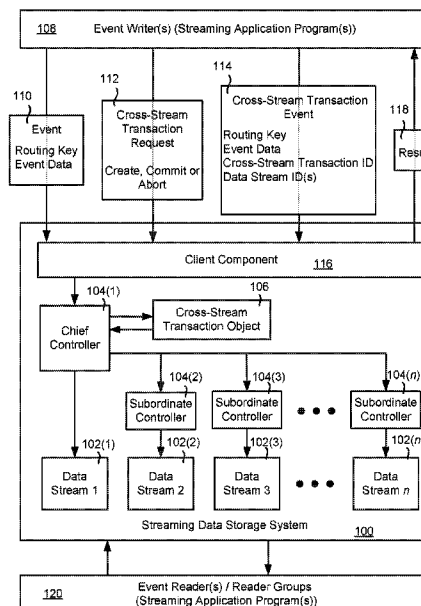 Event Writer(s) (Streaming Application Program(s))
108
110
Event
Routing Key
Event Data
112
Cross-Stream
Transaction
Request
Create, Commit or
Abort
114
Cross-Stream Transaction
Event
Routing Key
Event Data
Cross-Stream Transaction ID
Data Stream ID(s)
118
Client Component
116
104(1)
Chief
Controller
106
Cross-Stream
Transaction Object
104(2)
Subordinate
Controller
104(3)
Subordinate
Controller
104(n)
Subordinate
Controller
102(1)
Data
Stream 1
102(2)
Data
Stream 2
102(3)
Data
Stream 3
102(n
Data
Stream n
Streaming Data Storage System
100
120
Event Reader(s) / Reader Groups
(Streaming Application Program(s))